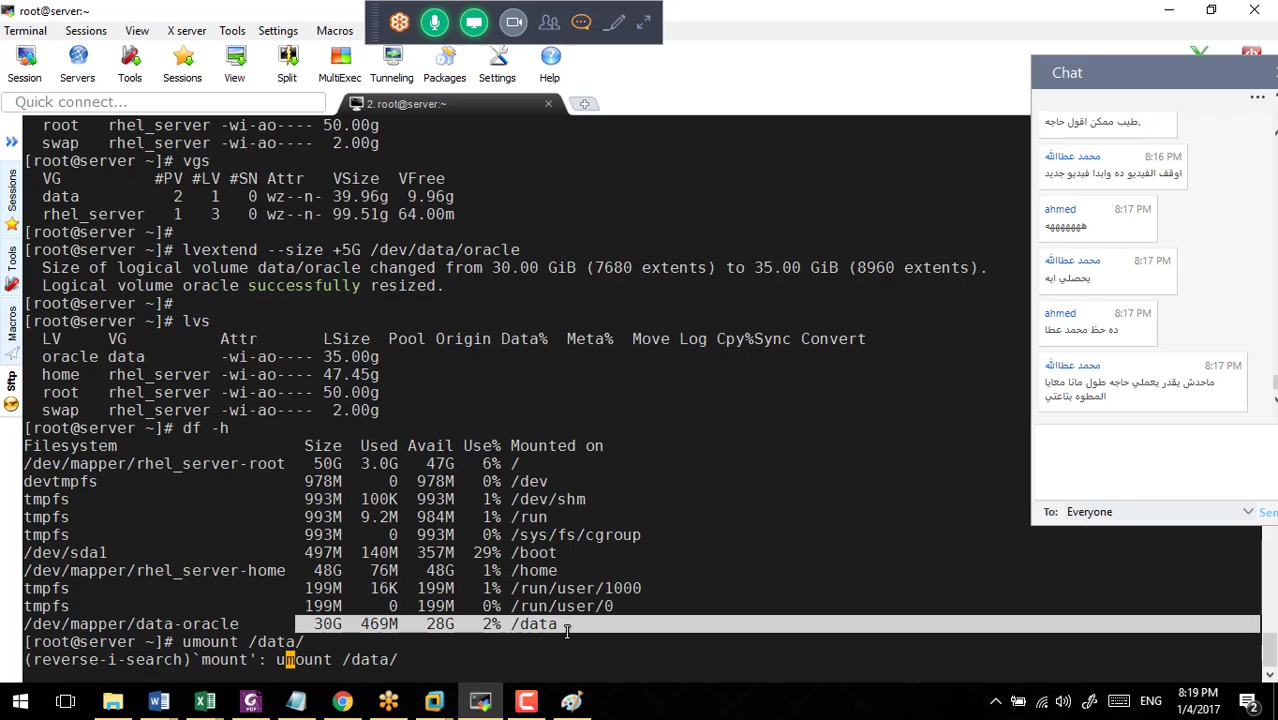 root@server:~
Terminal Sessions View X server Tools Settings Macros
Session Servers Tools Sessions View Split MultiExec Tunneling Packages Settings Help
Quick connect...
2. root@server:~
Sessions
Tools
Macros
Sftp
root rhel_server -wi-ao---- 50.00g
swap rhel_server -wi-ao---- 2.00g
[root@server ~]# vgs
VG #PV #LV #SN Attr VSize VFree
data 2 1 0 wz--n- 39.96g 9.96g
rhel_server 1 3 0 wz--n- 99.51g 64.00m
[root@server ~]#
[root@server ~]# lvextend --size +5G /dev/data/oracle
Size of logical volume data/oracle changed from 30.00 GiB (7680 extents) to 35.00 GiB (8960 extents).
Logical volume oracle successfully resized.
[root@server ~]#
[root@server ~]# lvs
LV VG Attr LSize Pool Origin Data% Meta% Move Log Cpy%Sync Convert
oracle data -wi-ao---- 35.00g
home rhel_server -wi-ao---- 47.45g
root rhel_server -wi-ao---- 50.00g
swap rhel_server -wi-ao---- 2.00g
[root@server ~]# df -h
Filesystem Size Used Avail Use% Mounted on
/dev/mapper/rhel_server-root 50G 3.0G 47G 6% /
devtmpfs 978M 0 978M 0% /dev
tmpfs 993M 100K 993M 1% /dev/shm
tmpfs 993M 9.2M 984M 1% /run
tmpfs 993M 0 993M 0% /sys/fs/cgroup
/dev/sda1 497M 140M 357M 29% /boot
/dev/mapper/rhel_server-home 48G 76M 48G 1% /home
tmpfs 199M 16K 199M 1% /run/user/1000
tmpfs 199M 0 199M 0% /run/user/0
/dev/mapper/data-oracle 30G 469M 28G 2% /data
[root@server ~]# umount /data/
(reverse-i-search)`mount': umount /data/
Chat
طيب ممكن اقول حاجه.
محمد عطاالله 8:16 PM
اوقف الفيديو ده وابدا فيديو جديد
ahmed 8:17 PM
ههههههههه
محمد عطاالله 8:17 PM
يحصلي ايه
ahmed 8:17 PM
ده حظ محمد عطا
محمد عطاالله 8:17 PM
ماحدش يقدر يعملي حاجه طول مانا معايا
المطوه بتاعتي
To: Everyone
ENG
8:19 PM
1/4/2017
2